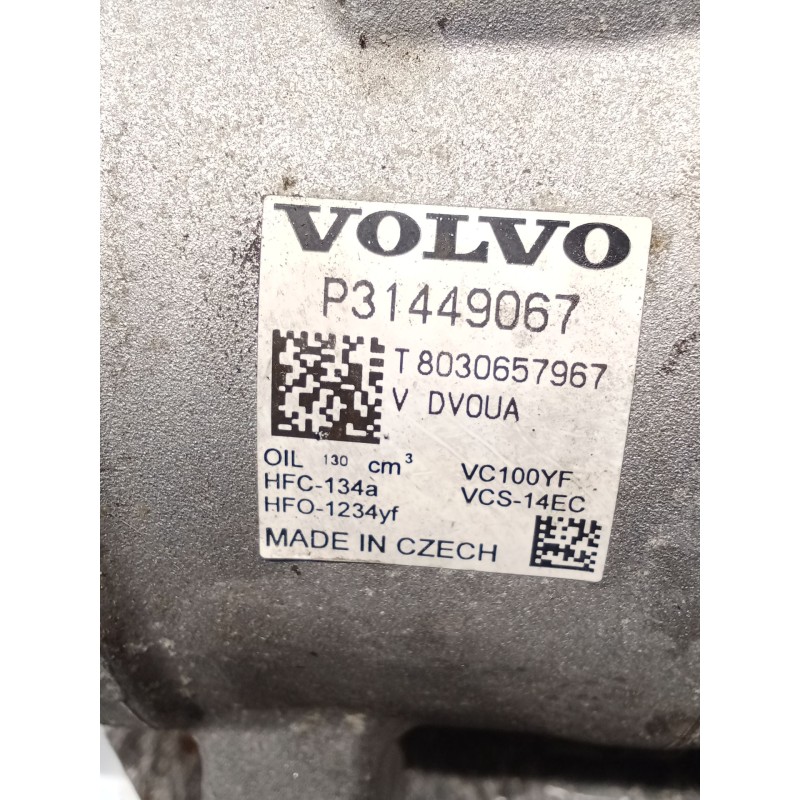 VOLVO
P31449067
T 8030657967
V DVOUA
OIL 130 cm³ VC100YF
HFC-134a VCS-14EC
HFO-1234yf
MADE IN CZECH